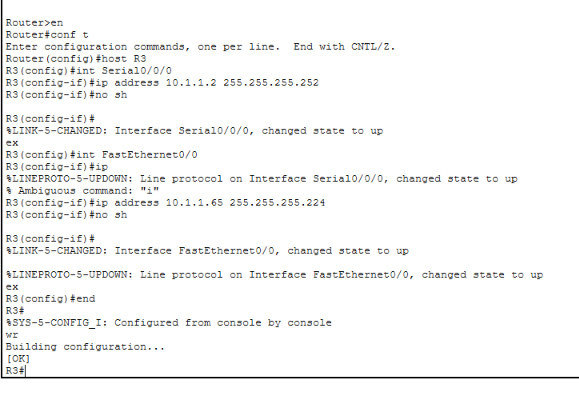 Router>en
Router#conf t
Enter configuration commands, one per line.  End with CNTL/Z.
Router(config)#host R3
R3(config)#int Serial0/0/0
R3(config-if)#ip address 10.1.1.2 255.255.255.252
R3(config-if)#no sh
R3(config-if)#
%LINK-5-CHANGED: Interface Serial0/0/0, changed state to up
ex
R3(config)#int FastEthernet0/0
R3(config-if)#ip
%LINEPROTO-5-UPDOWN: Line protocol on Interface Serial0/0/0, changed state to up
% Ambiguous command: "i"
R3(config-if)#ip address 10.1.1.65 255.255.255.224
R3(config-if)#no sh
R3(config-if)#
%LINK-5-CHANGED: Interface FastEthernet0/0, changed state to up
%LINEPROTO-5-UPDOWN: Line protocol on Interface FastEthernet0/0, changed state to up
ex
R3(config)#end
R3#
%SYS-5-CONFIG_I: Configured from console by console
wr
Building configuration...
[OK]
R3#